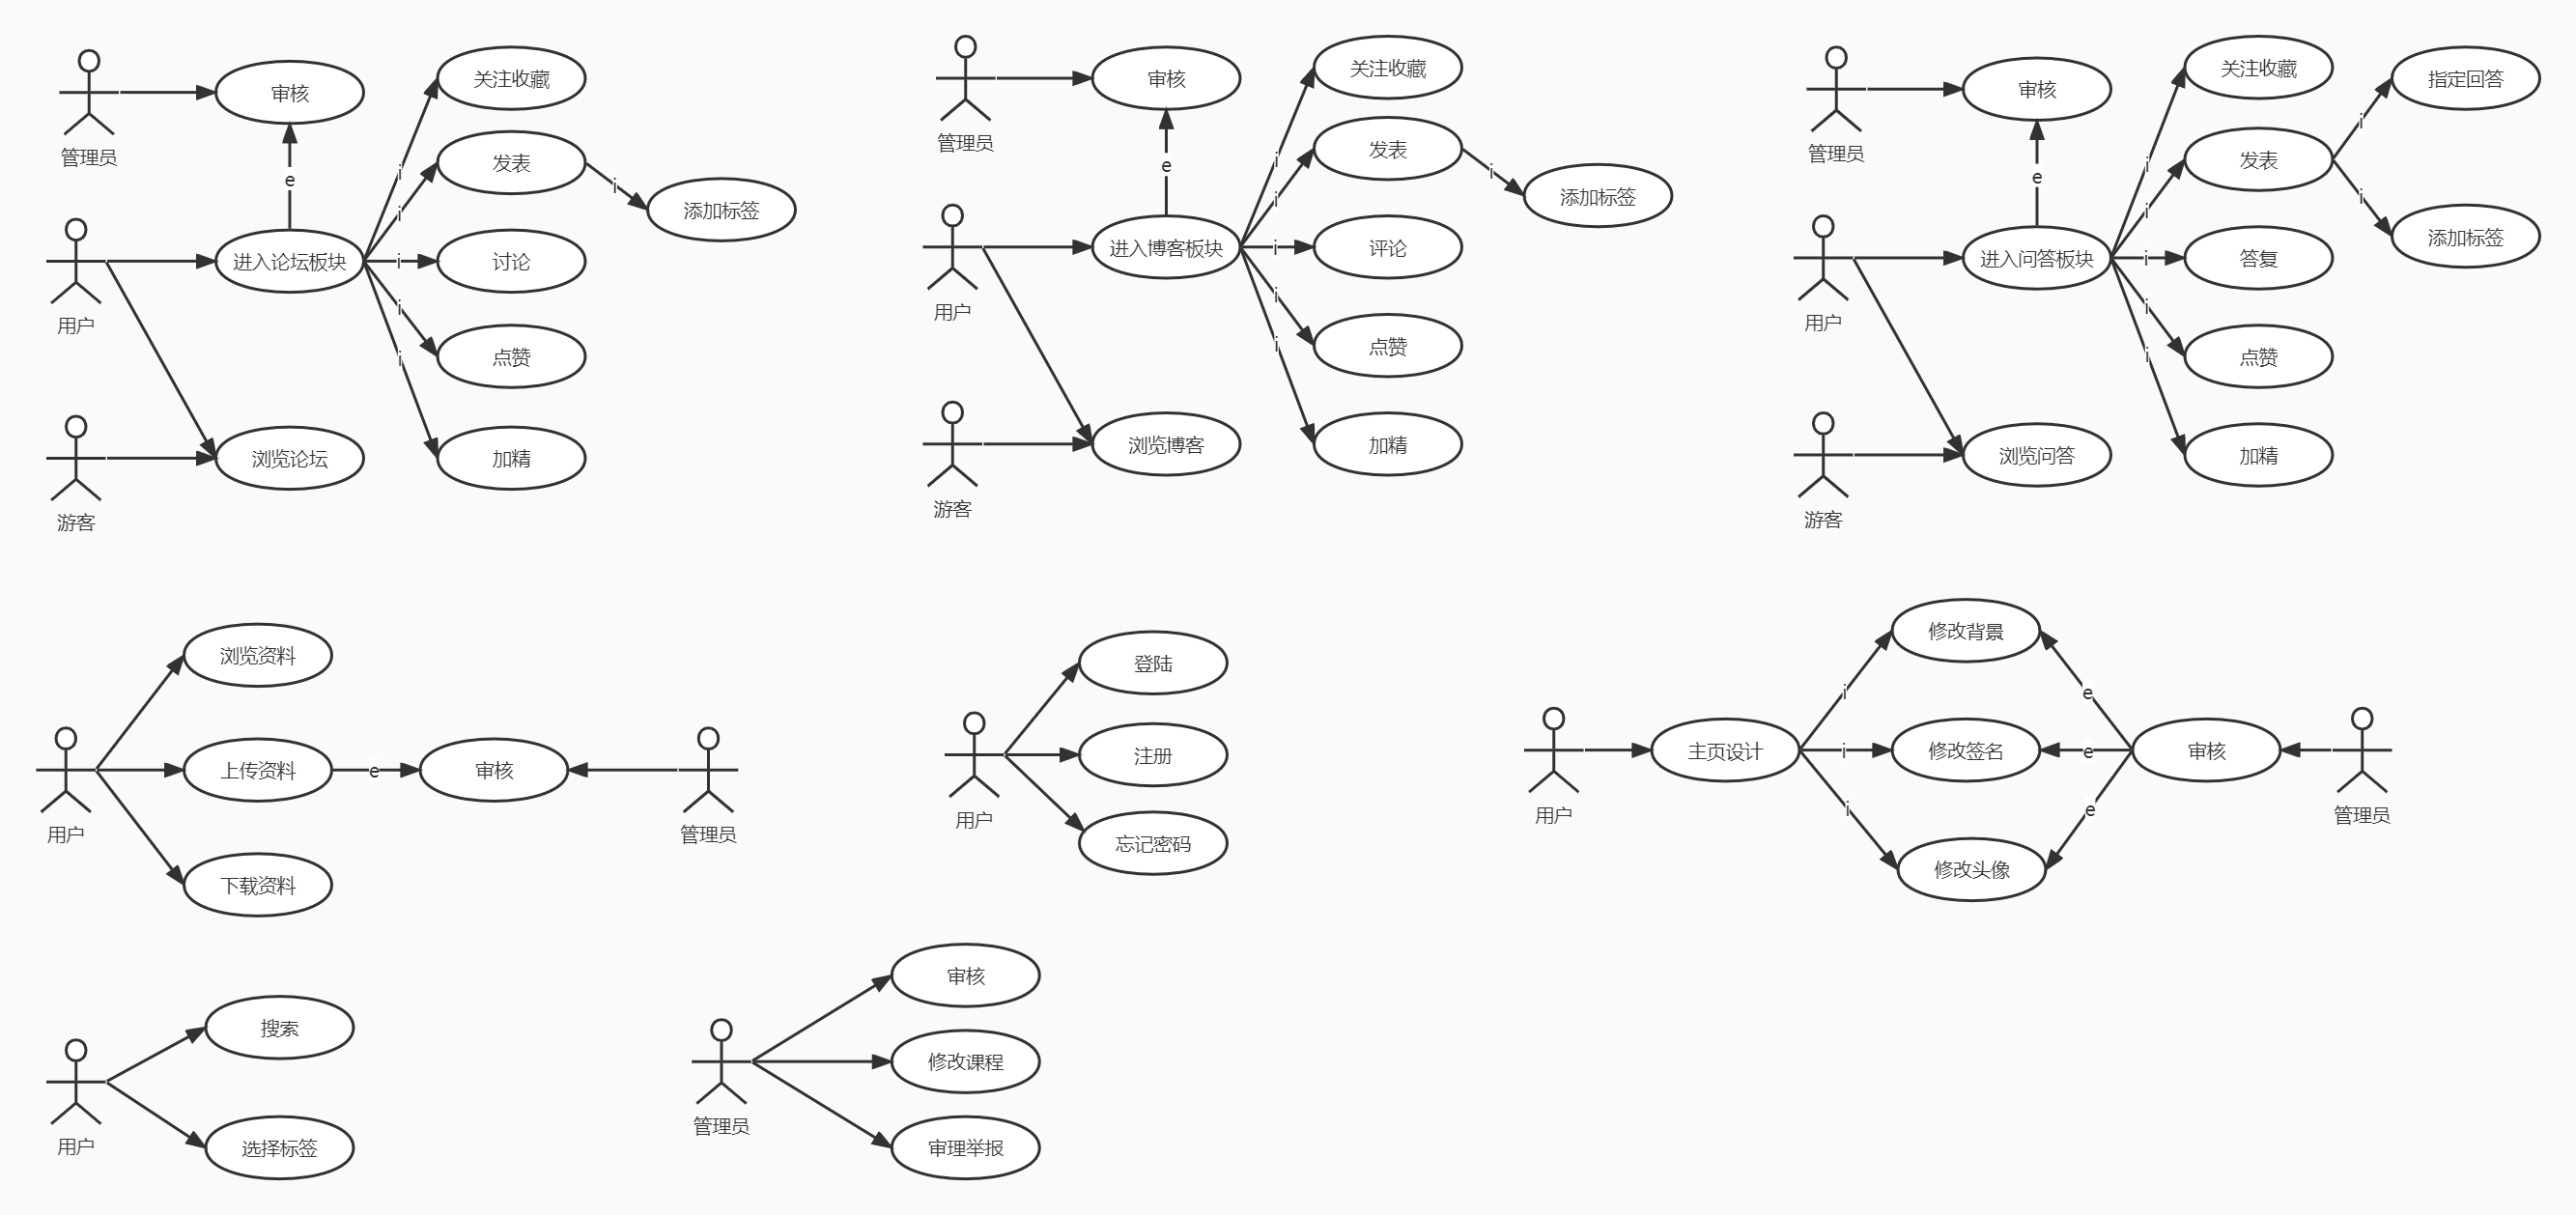 管理员
审核
e
用户
进入论坛板块
游客
浏览论坛
i
i
i
i
i
关注收藏
发表
i
添加标签
讨论
点赞
加精
管理员
审核
e
用户
进入博客板块
游客
浏览博客
i
i
i
i
i
关注收藏
发表
i
添加标签
评论
点赞
加精
管理员
审核
e
用户
进入问答板块
游客
浏览问答
i
i
i
i
i
关注收藏
发表
i
i
指定回答
添加标签
答复
点赞
加精
用户
浏览资料
上传资料
e
审核
管理员
下载资料
用户
登陆
注册
忘记密码
用户
主页设计
i
i
i
修改背景
修改签名
修改头像
e
e
e
审核
管理员
用户
搜索
选择标签
管理员
审核
修改课程
审理举报